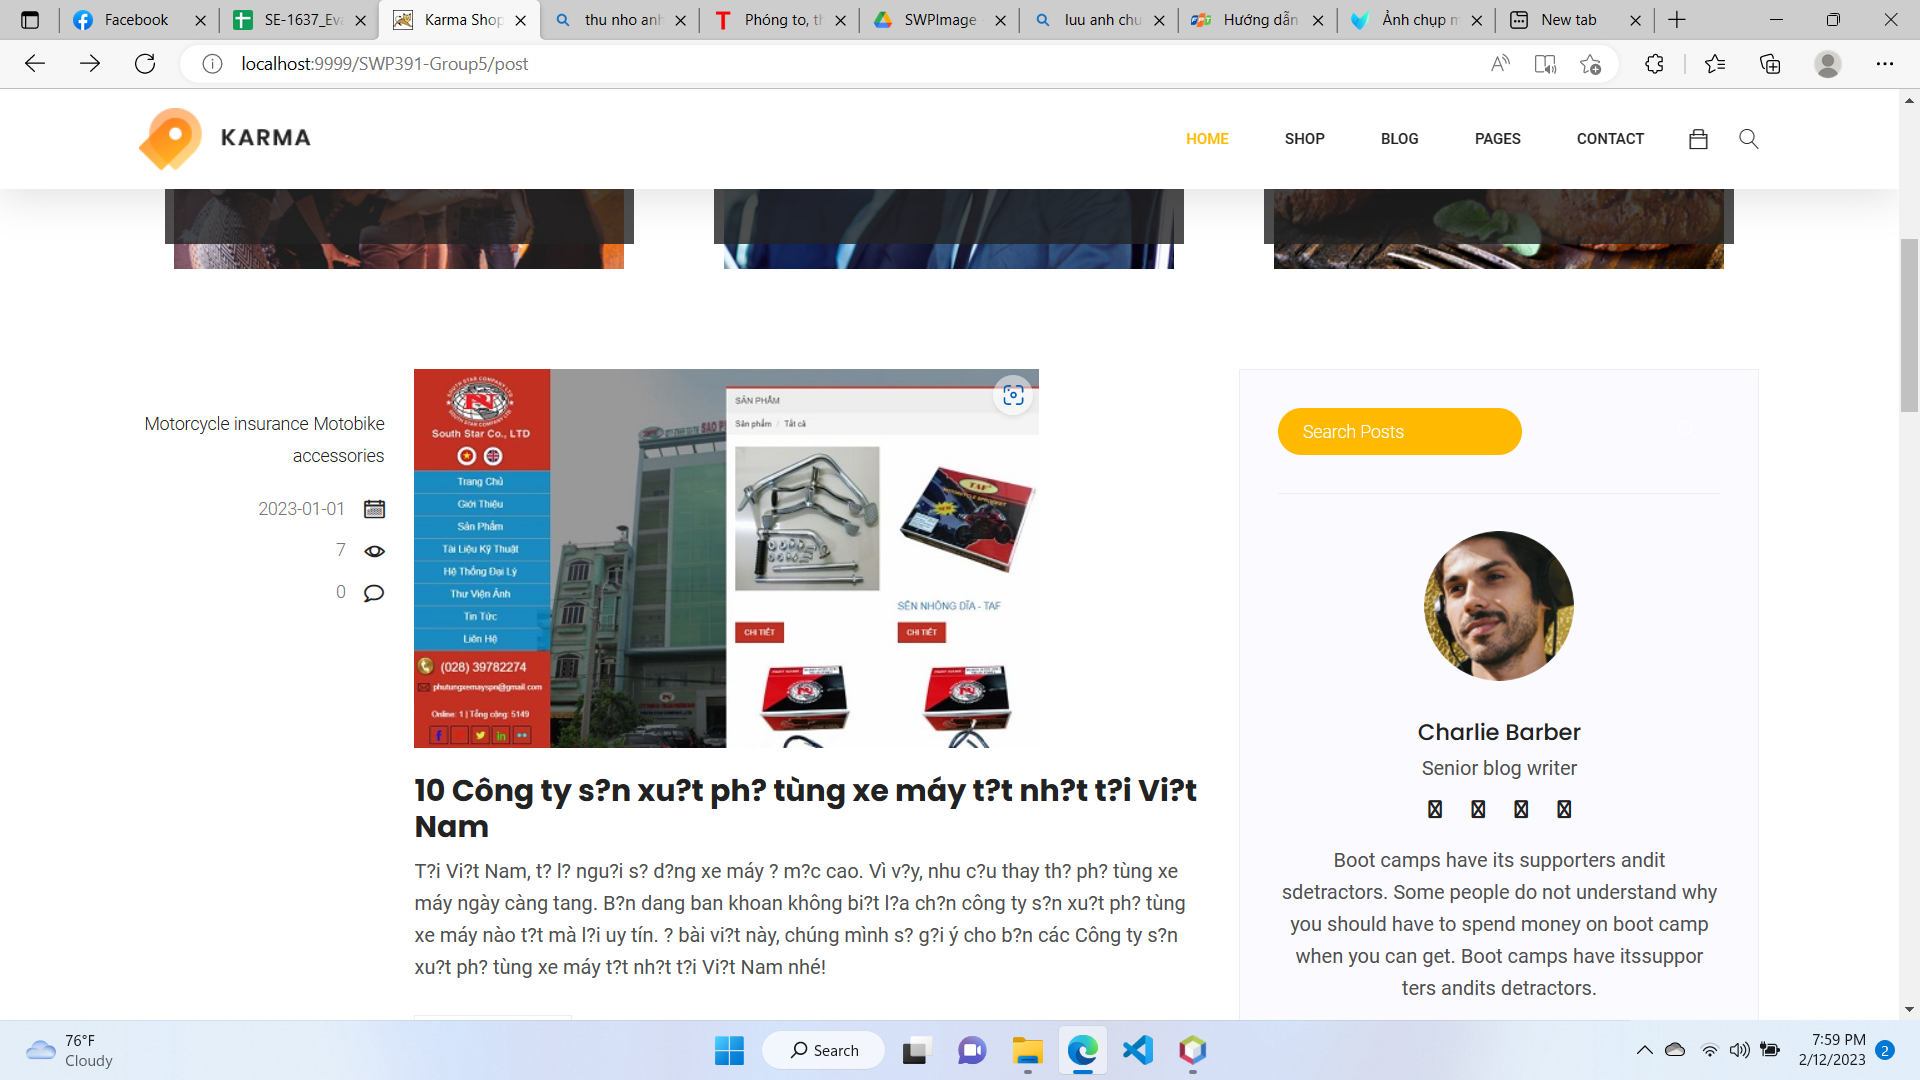 Facebook
SE-1637_Eva
Karma Shop
thu nho anh
Phóng to, th
SWPImage -
luu anh chu
Hướng dẫn
Ảnh chụp m
New tab
localhost:9999/SWP391-Group5/post
KARMA
HOME
SHOP
BLOG
PAGES
CONTACT
Motorcycle insurance Motobike
accessories
2023-01-01
7
0
SOUTH STAR COMPANY LTD
South Star Co., LTD
Trang Chủ
Giới Thiệu
Sản Phẩm
Tài Liệu Kỹ Thuật
Hệ Thống Đại Lý
Thư Viện Ảnh
Tin Tức
Liên Hệ
(028) 39782274
phutungxemayspn@gmail.com
Online: 1 | Tổng cộng: 5149
SẢN PHẨM
Sản phẩm / Tất cả
TAF
SÊN NHÔNG DĨA - TAF
CHI TIẾT
CHI TIẾT
10 Công ty s?n xu?t ph? tùng xe máy t?t nh?t t?i Vi?t
Nam
T?i Vi?t Nam, t? l? ngu?i s? d?ng xe máy ? m?c cao. Vì v?y, nhu c?u thay th? ph? tùng xe
máy ngày càng tang. B?n dang ban khoan không bi?t l?a ch?n công ty s?n xu?t ph? tùng
xe máy nào t?t mà l?i uy tín. ? bài vi?t này, chúng mình s? g?i ý cho b?n các Công ty s?n
xu?t ph? tùng xe máy t?t nh?t t?i Vi?t Nam nhé!
Search Posts
Charlie Barber
Senior blog writer
Boot camps have its supporters andit
sdetractors. Some people do not understand why
you should have to spend money on boot camp
when you can get. Boot camps have itssuppor
ters andits detractors.
76°F
Cloudy
Search
7:59 PM
2/12/2023
2